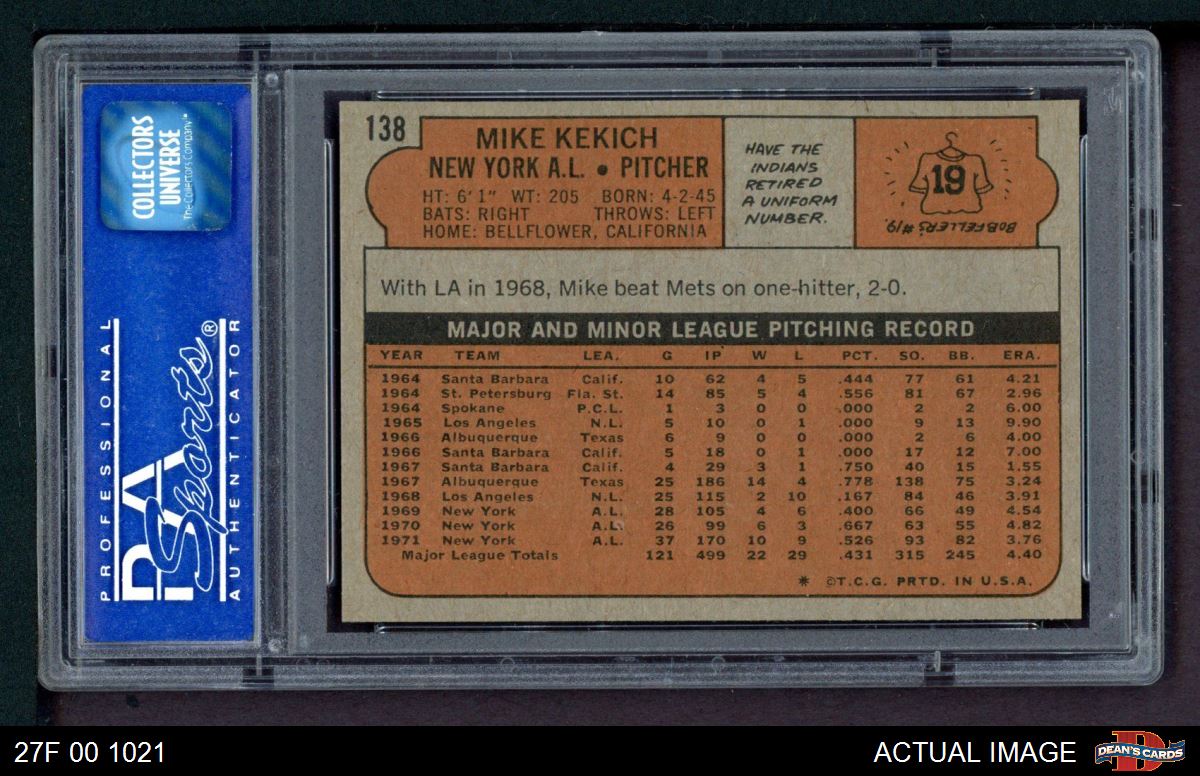 COLLECTORS
UNIVERSE
The Collectors Company™
PROFESSIONAL
PSA
Sports®
AUTHENTICATOR
138
MIKE KEKICH
NEW YORK A.L. • PITCHER
HT: 6'1" WT: 205 BORN: 4-2-45
BATS: RIGHT THROWS: LEFT
HOME: BELLFLOWER, CALIFORNIA
HAVE THE
INDIANS
RETIRED
A UNIFORM
NUMBER.
19
BOB FELLER'S #19.
With LA in 1968, Mike beat Mets on one-hitter, 2-0.
MAJOR AND MINOR LEAGUE PITCHING RECORD
YEAR TEAM LEA. G IP W L PCT. SO. BB. ERA.
1964 Santa Barbara Calif. 10 62 4 5 .444 77 61 4.21
1964 St. Petersburg Fla. St. 14 85 5 4 .556 81 67 2.96
1964 Spokane P.C.L. 1 3 0 0 .000 2 2 6.00
1965 Los Angeles N.L. 5 10 0 1 .000 9 13 9.90
1966 Albuquerque Texas 6 9 0 0 .000 2 6 4.00
1966 Santa Barbara Calif. 5 18 0 1 .000 17 12 7.00
1967 Santa Barbara Calif. 4 29 3 1 .750 40 15 1.55
1967 Albuquerque Texas 25 186 14 4 .778 138 75 3.24
1968 Los Angeles N.L. 25 115 2 10 .167 84 46 3.91
1969 New York A.L. 28 105 4 6 .400 66 49 4.54
1970 New York A.L. 26 99 6 3 .667 63 55 4.82
1971 New York A.L. 37 170 10 9 .526 93 82 3.76
Major League Totals 121 499 22 29 .431 315 245 4.40
* ©T.C.G. PRTD. IN U.S.A.
27F 00 1021
ACTUAL IMAGE
DEAN'S CARDS